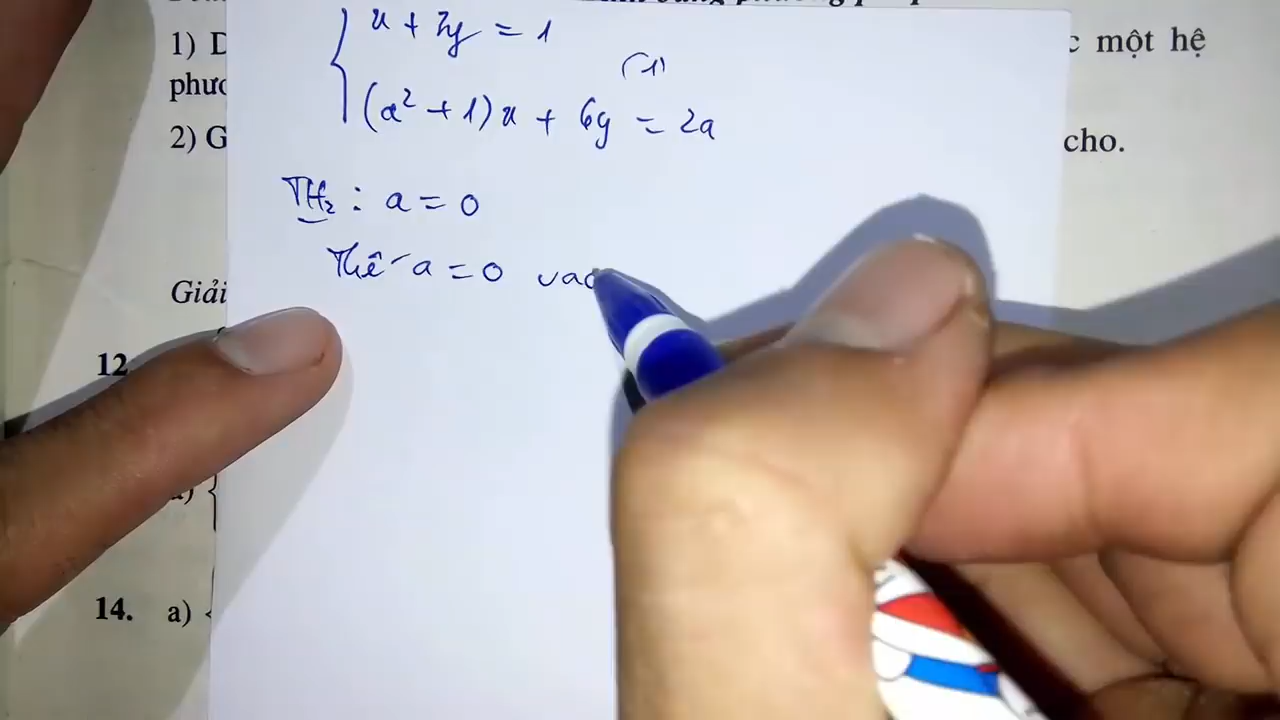 1) D
x + 3y = 1
c một hệ
(1)
phươ
(a² + 1)x + 6y = 2a
2) G
cho.
TH₂ : a = 0
Thế a = 0 vào
Giải
12
14. a)